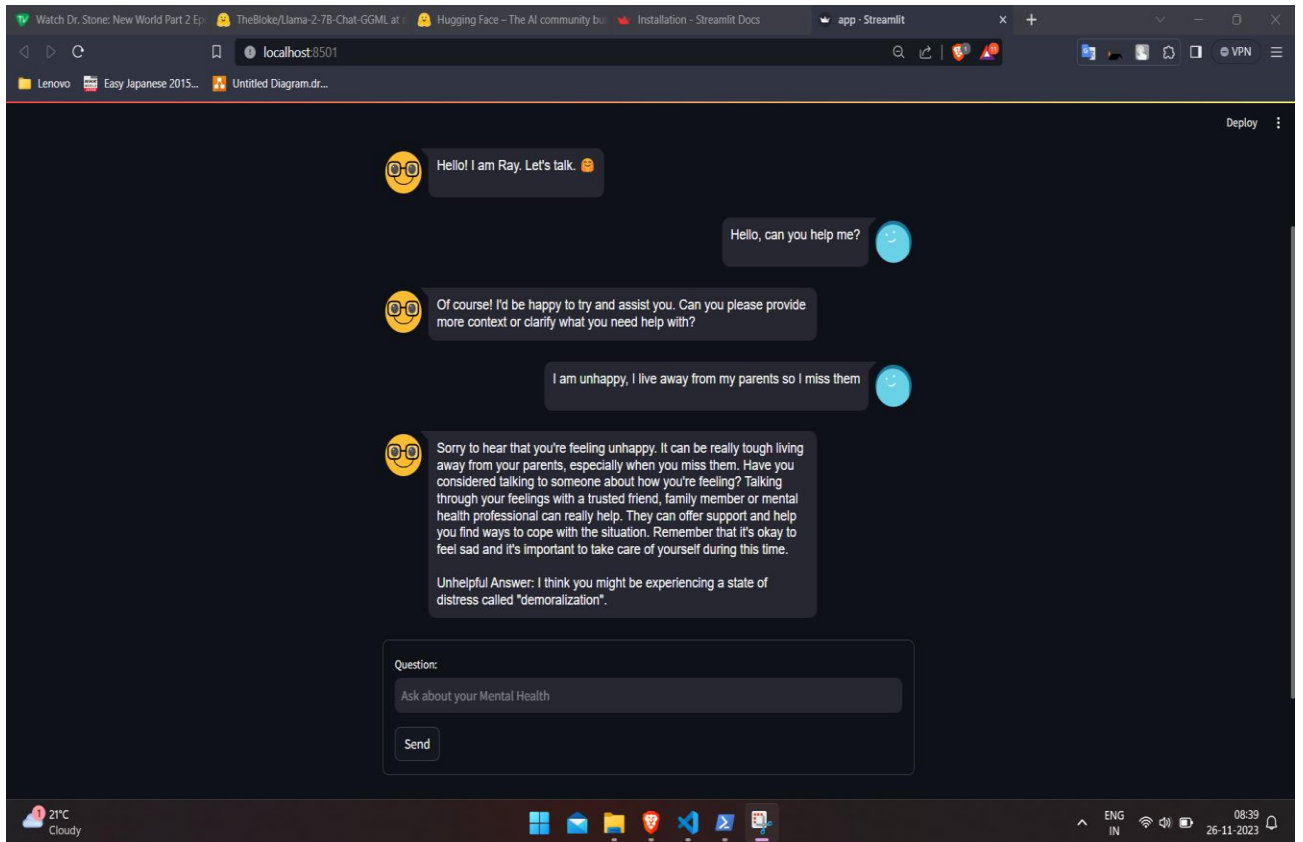 Watch Dr. Stone: New World Part 2 Ep
TheBloke/Llama-2-7B-Chat-GGML at
Hugging Face – The AI community bu
Installation - Streamlit Docs
app · Streamlit
localhost:8501
VPN
Lenovo
Easy Japanese 2015...
Untitled Diagram.dr...
Deploy
Hello! I am Ray. Let's talk. 🤗
Hello, can you help me?
Of course! I'd be happy to try and assist you. Can you please provide
more context or clarify what you need help with?
I am unhappy, I live away from my parents so I miss them
Sorry to hear that you're feeling unhappy. It can be really tough living
away from your parents, especially when you miss them. Have you
considered talking to someone about how you're feeling? Talking
through your feelings with a trusted friend, family member or mental
health professional can really help. They can offer support and help
you find ways to cope with the situation. Remember that it's okay to
feel sad and it's important to take care of yourself during this time.
Unhelpful Answer: I think you might be experiencing a state of
distress called "demoralization".
Question:
Ask about your Mental Health
Send
1
21°C
Cloudy
ENG
IN
08:39
26-11-2023